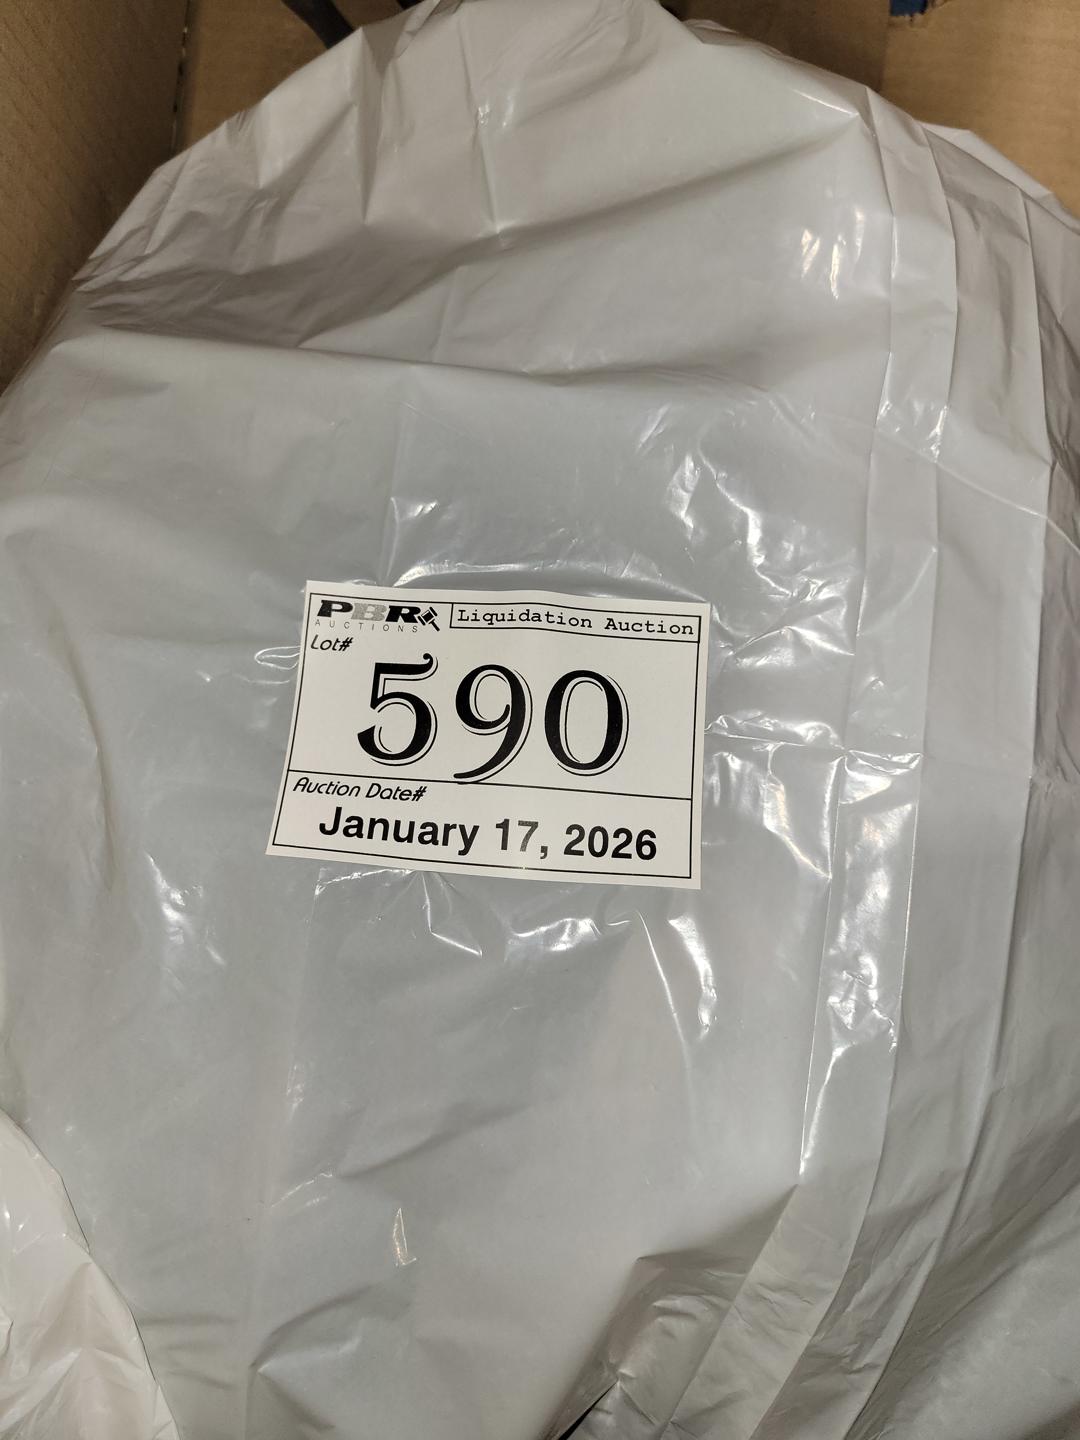 PBR
AUCTIONS
Liquidation Auction
Lot#
590
Auction Date#
January 17, 2026